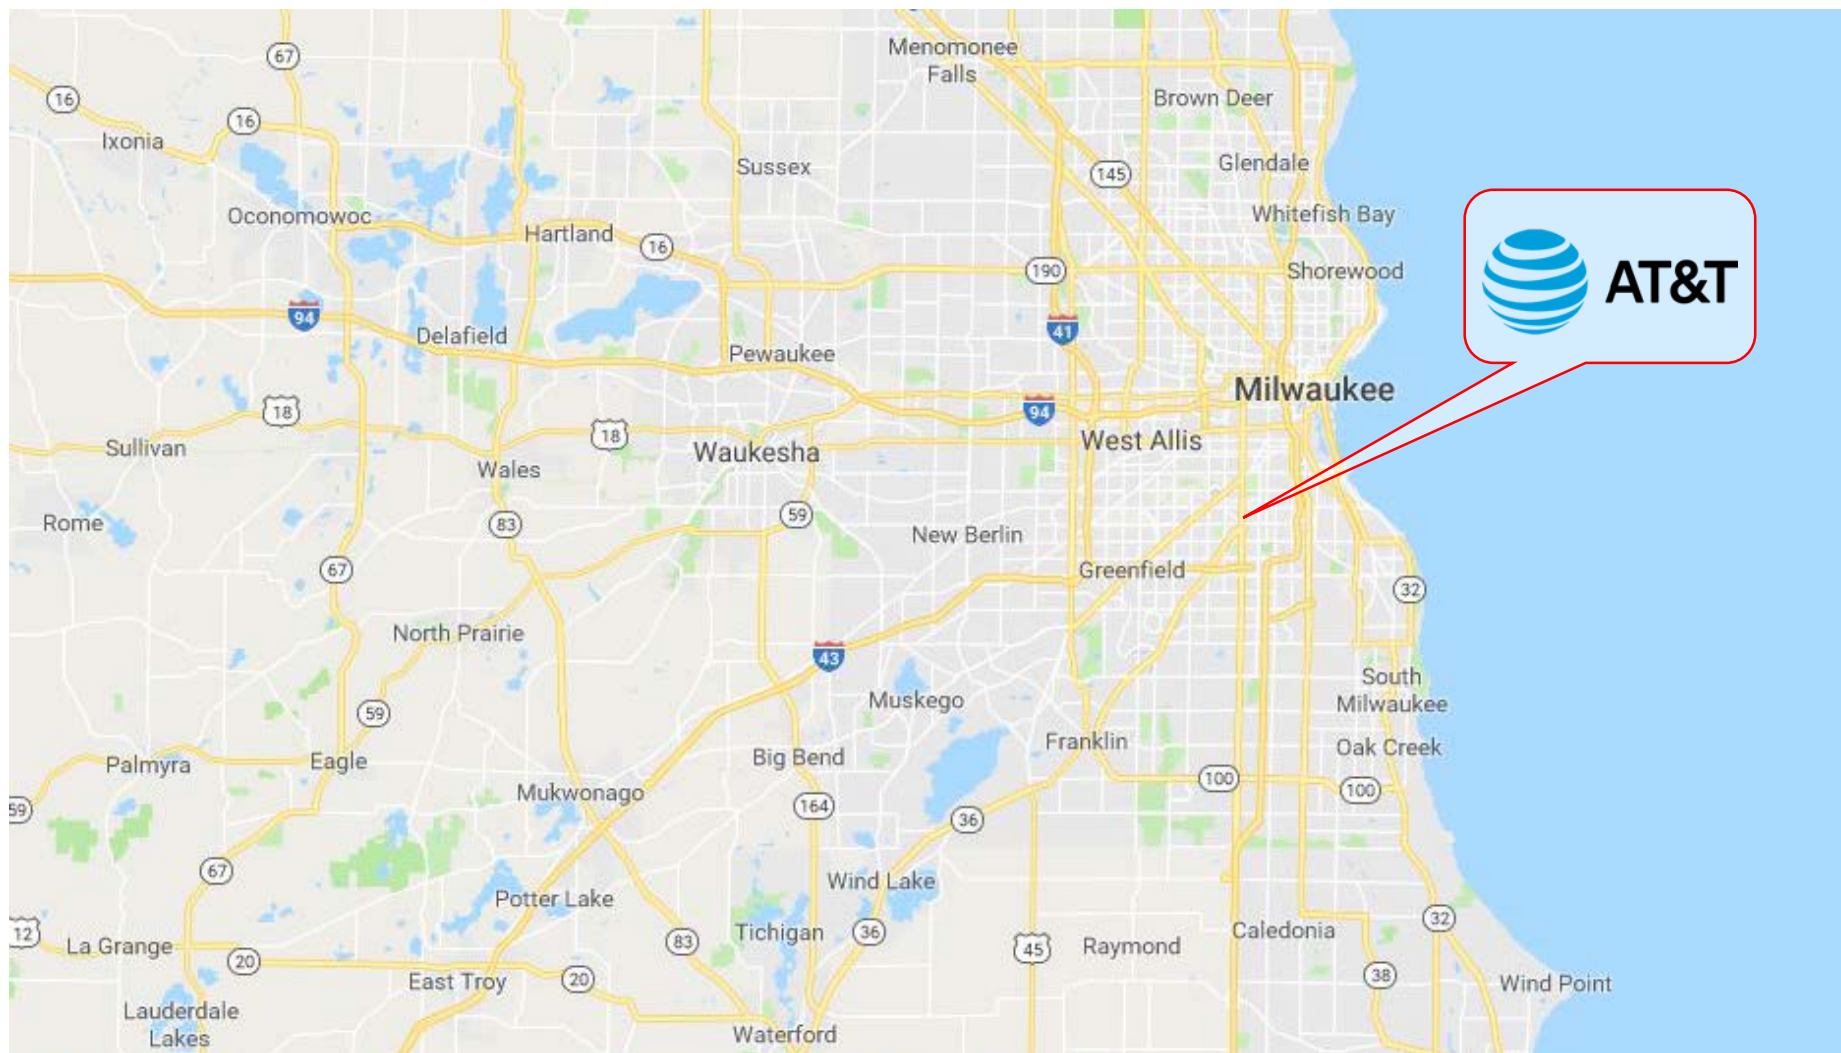 Menomonee
Falls
67
16
Brown Deer
16
Ixonia
Sussex
Glendale
145
Oconomowoc
Whitefish Bay
Hartland
16
190
Shorewood
AT&T
94
Delafield
41
Pewaukee
Milwaukee
18
94
18
Sullivan
Waukesha
West Allis
Wales
Rome
83
59
New Berlin
67
Greenfield
32
North Prairie
43
South
Milwaukee
Muskego
59
Franklin
Oak Creek
Palmyra
Eagle
Big Bend
Mukwonago
100
100
59
164
36
67
Wind Lake
Potter Lake
12
La Grange
83
Tichigan
36
32
Caledonia
45
Raymond
20
East Troy
20
38
Wind Point
Lauderdale
Lakes
Waterford